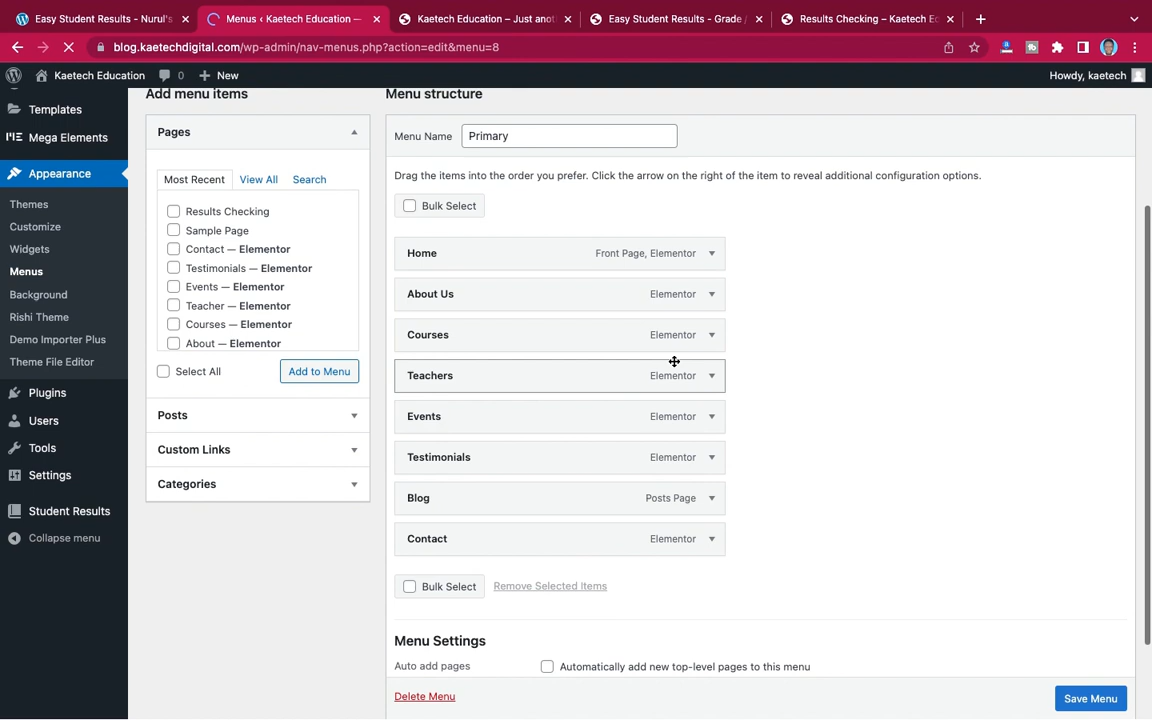 Easy Student Results - Nurul's
Menus ‹ Kaetech Education —
Kaetech Education – Just anot
Easy Student Results - Grade /
Results Checking – Kaetech Ed
blog.kaetechdigital.com/wp-admin/nav-menus.php?action=edit&menu=8
Kaetech Education
0
New
Howdy, kaetech
Templates
Mega Elements
Appearance
Themes
Customize
Widgets
Menus
Background
Rishi Theme
Demo Importer Plus
Theme File Editor
Plugins
Users
Tools
Settings
Student Results
Collapse menu
Add menu items
Pages
Most Recent
View All
Search
Results Checking
Sample Page
Contact — Elementor
Testimonials — Elementor
Events — Elementor
Teacher — Elementor
Courses — Elementor
About — Elementor
Select All
Add to Menu
Posts
Custom Links
Categories
Menu structure
Menu Name
Primary
Drag the items into the order you prefer. Click the arrow on the right of the item to reveal additional configuration options.
Bulk Select
Home Front Page, Elementor
About Us Elementor
Courses Elementor
Teachers Elementor
Events Elementor
Testimonials Elementor
Blog Posts Page
Contact Elementor
Bulk Select
Remove Selected Items
Menu Settings
Auto add pages
Automatically add new top-level pages to this menu
Delete Menu
Save Menu